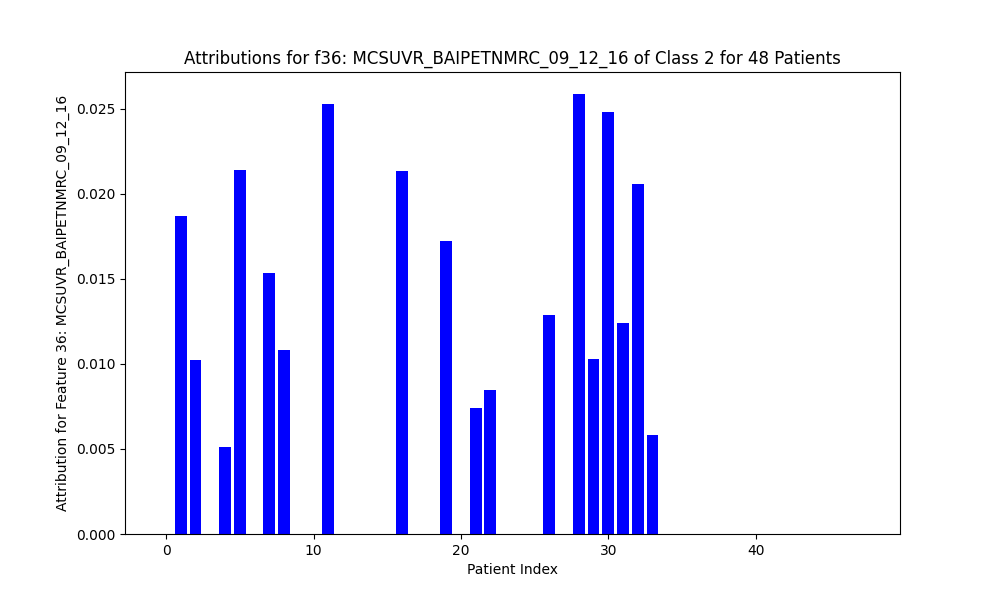 Attributions for f36: MCSUVR_BAIPETNMRC_09_12_16 of Class 2 for 48 Patients
Attribution for Feature 36: MCSUVR_BAIPETNMRC_09_12_16
0.025
0.020
0.015
0.010
0.005
0.000
0 10 20 30 40
Patient Index